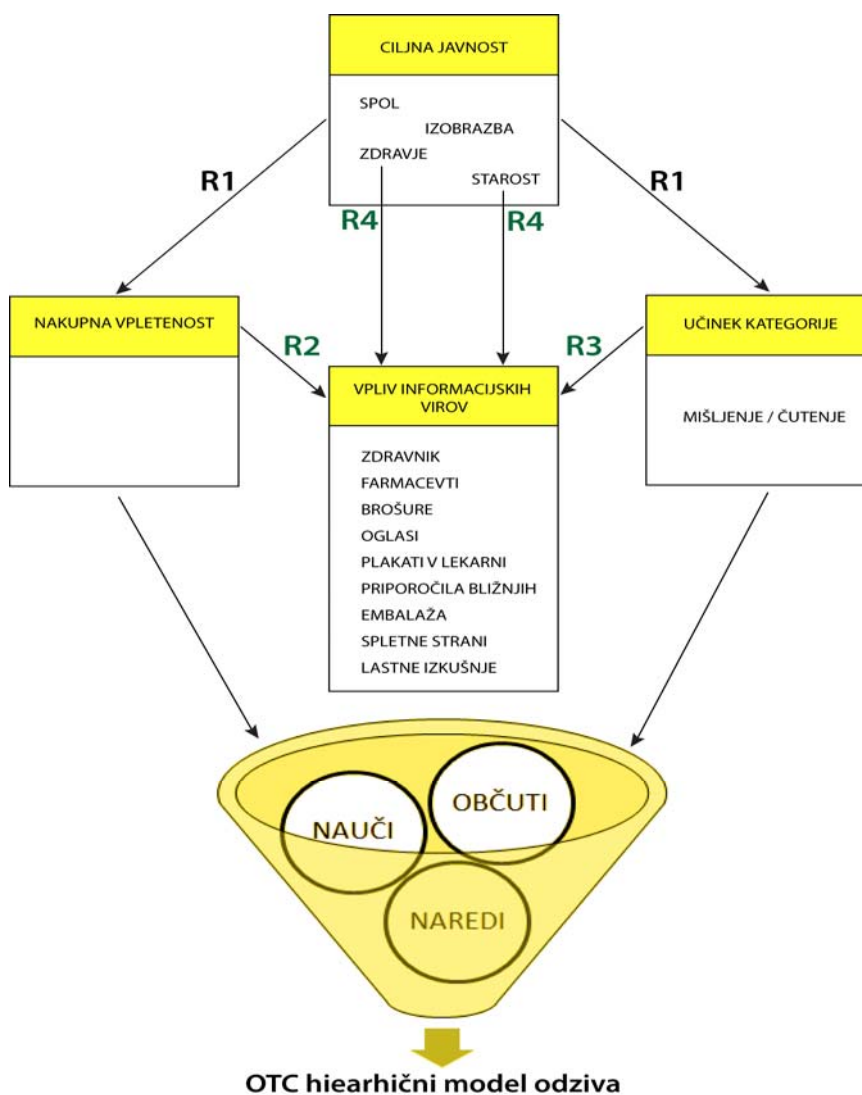 CILJNA JAVNOST
SPOL
IZOBRAZBA
ZDRAVJE
STAROST
R1
R1
R4
R4
NAKUPNA VPLETENOST
UČINEK KATEGORIJE
R2
R3
VPLIV INFORMACIJSKIH
VIROV
MIŠLJENJE / ČUTENJE
ZDRAVNIK
FARMACEVTI
BROŠURE
OGLASI
PLAKATI V LEKARNI
PRIPOROČILA BLIŽNJIH
EMBALAŽA
SPLETNE STRANI
LASTNE IZKUŠNJE
NAUČI
OBČUTI
NAREDI
OTC hiearhični model odziva